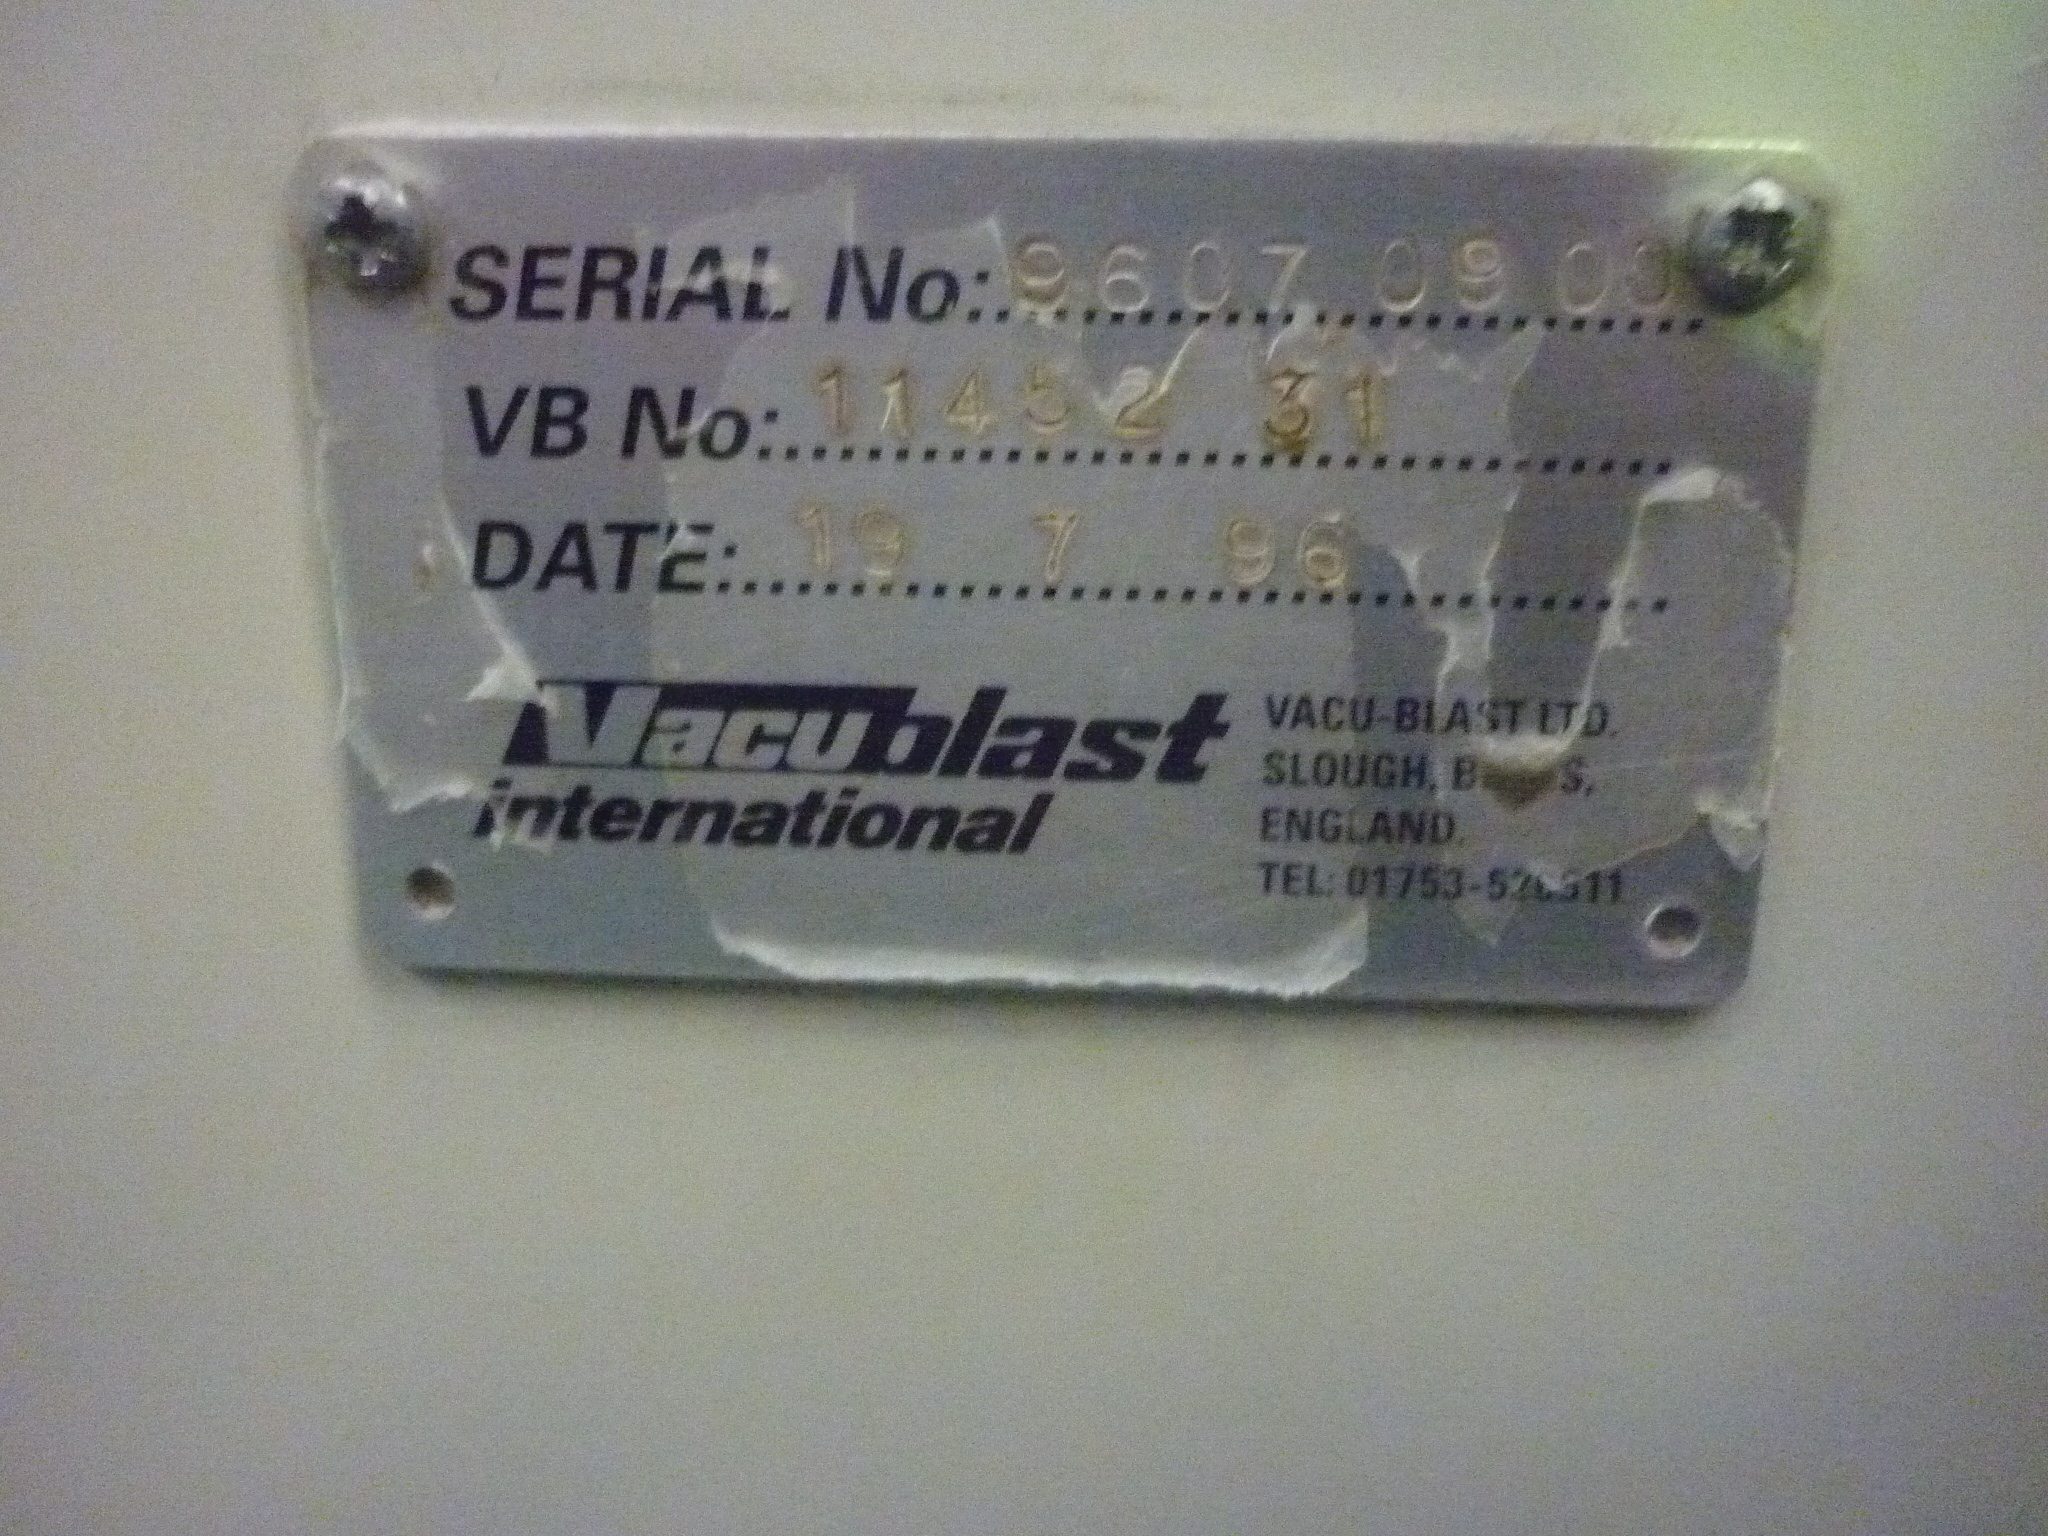 SERIAL No: 9607 09
VB No: 11452 31
DATE: 19 7 96
Vacublast
international
VACU-BLAST LTD.
SLOUGH,
ENGLAND.
TEL: